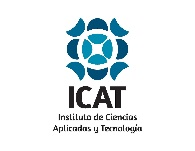 ICAT
Instituto de Ciencias
Aplicadas y Tecnología